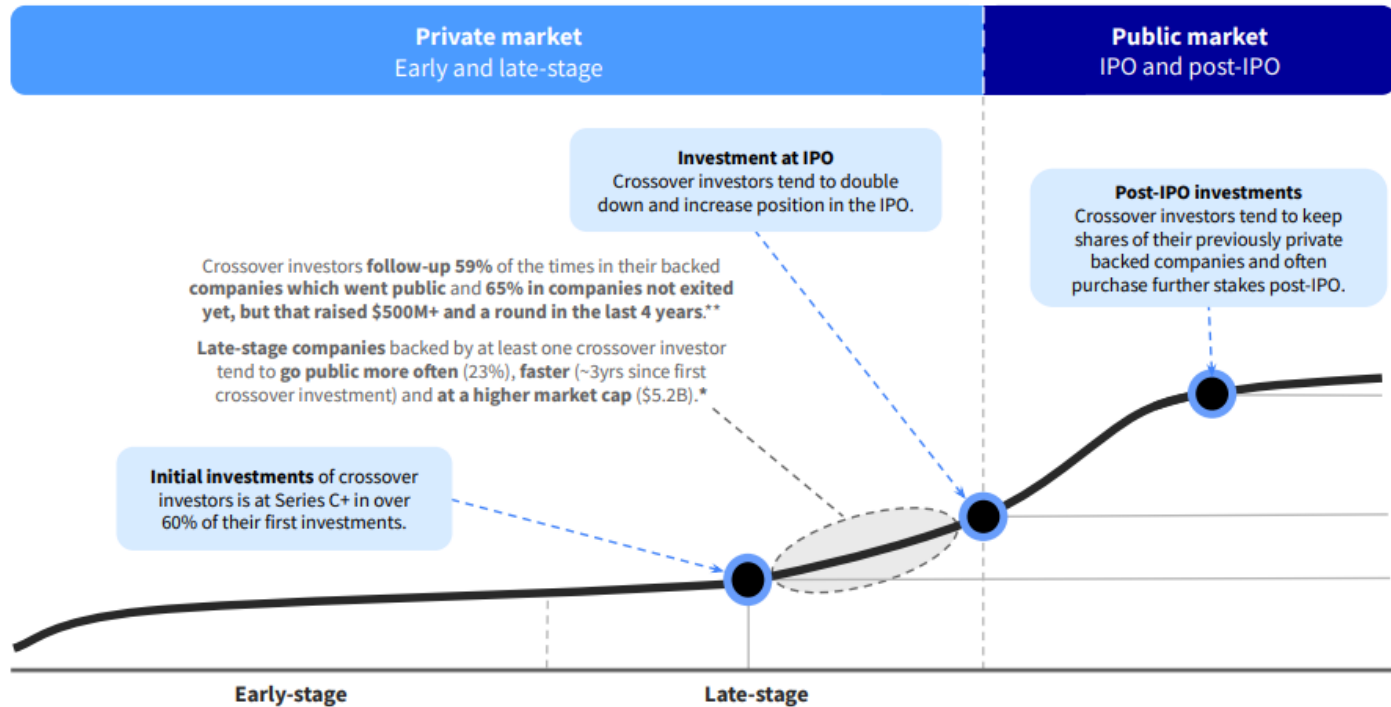 Private market
Early and late-stage
Public market
IPO and post-IPO
Investment at IPO
Crossover investors tend to double
down and increase position in the IPO.
Post-IPO investments
Crossover investors tend to keep
shares of their previously private
backed companies and often
purchase further stakes post-IPO.
Crossover investors follow-up 59% of the times in their backed
companies which went public and 65% in companies not exited
yet, but that raised $500M+ and a round in the last 4 years.**
Late-stage companies backed by at least one crossover investor
tend to go public more often (23%), faster (~3yrs since first
crossover investment) and at a higher market cap ($5.2B).*
Initial investments of crossover
investors is at Series C+ in over
60% of their first investments.
Early-stage
Late-stage